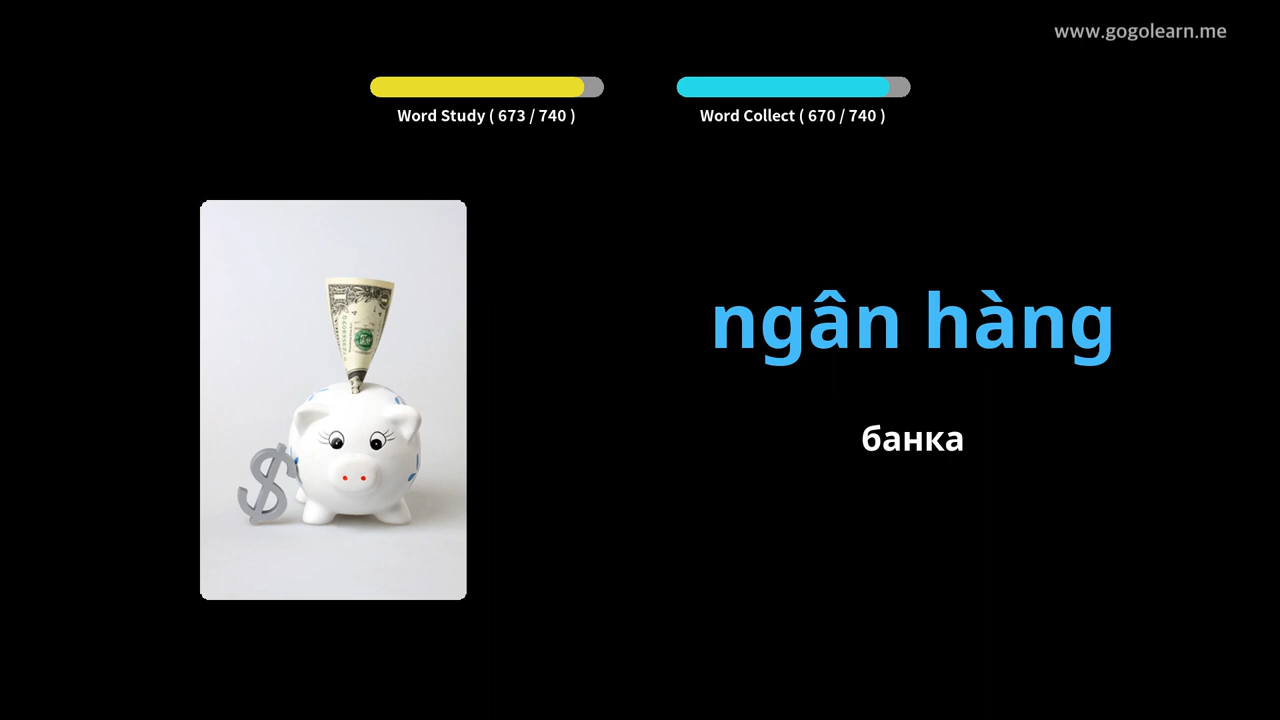 www.gogolearn.me
Word Study ( 673 / 740 )
Word Collect ( 670 / 740 )
ngân hàng
банка